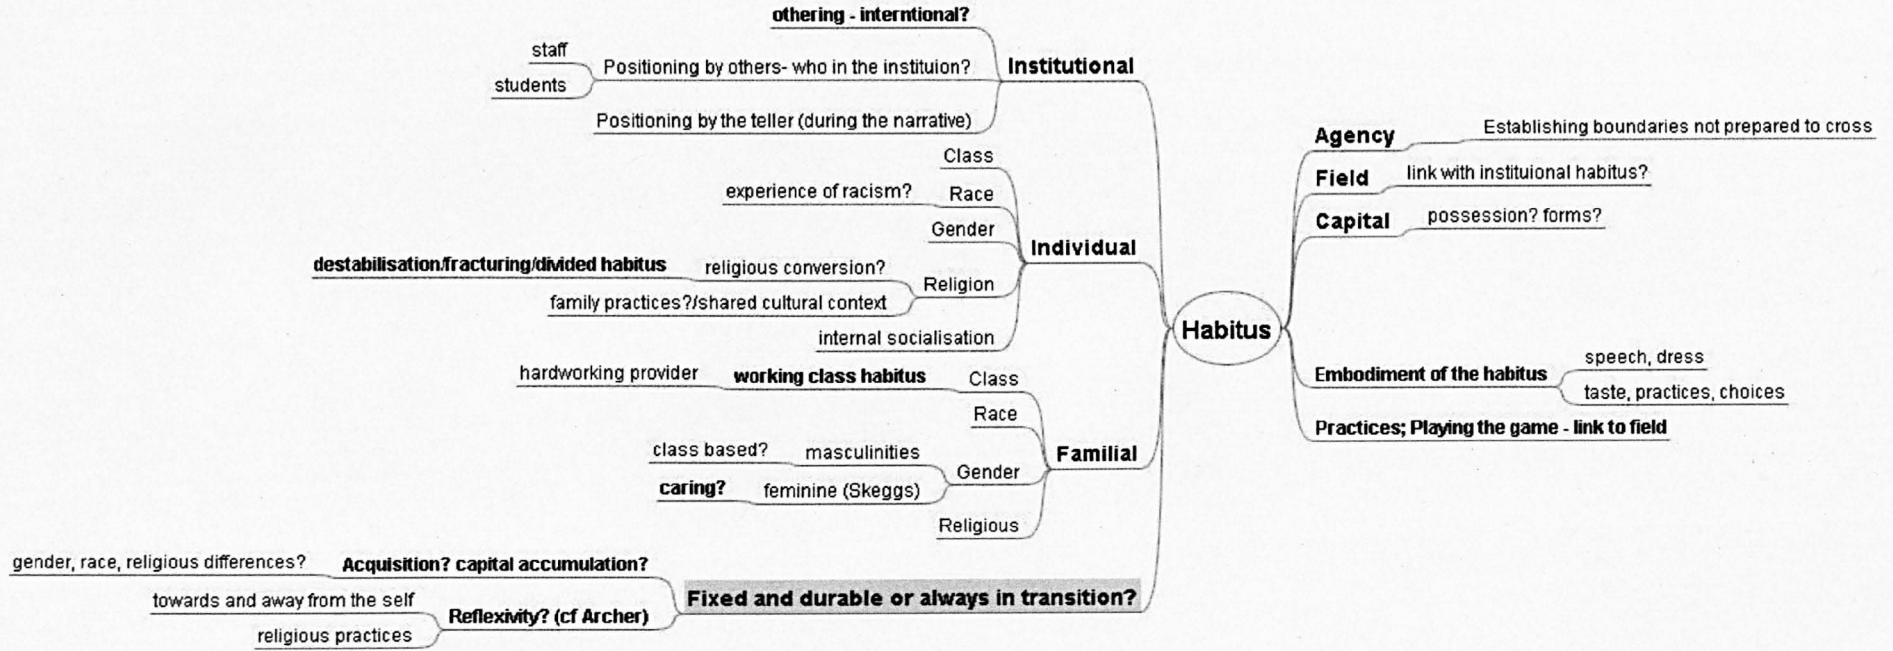 othering - interntional?
staff
Positioning by others- who in the instituion?
students
Institutional
Positioning by the teller (during the narrative)
Class
experience of racism?
Race
Gender
Individual
destabilisation/fracturing/divided habitus
religious conversion?
Religion
family practices?/shared cultural context
internal socialisation
hardworking provider
working class habitus
Class
Race
class based?
masculinities
Familial
Gender
caring?
feminine (Skeggs)
Religious
gender, race, religious differences?
Acquisition? capital accumulation?
Fixed and durable or always in transition?
towards and away from the self
Reflexivity? (cf Archer)
religious practices
Habitus
Agency
Establishing boundaries not prepared to cross
Field
link with instituional habitus?
Capital
possession? forms?
Embodiment of the habitus
speech, dress
taste, practices, choices
Practices; Playing the game - link to field